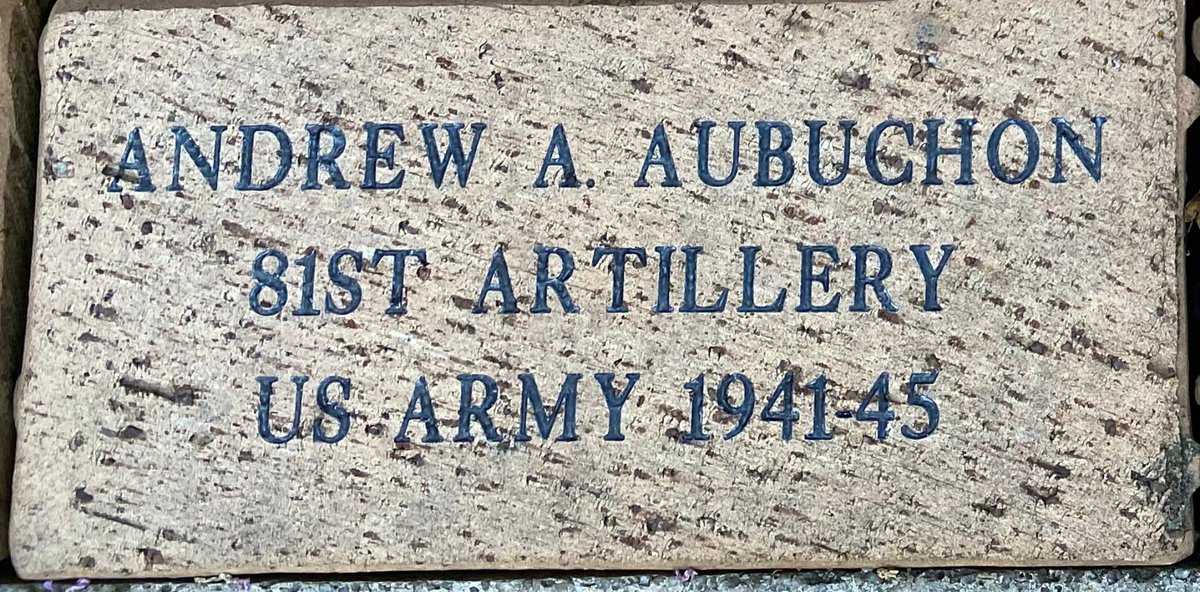 ANDREW A. AUBUCHON
81ST ARTILLERY
US ARMY 1941-45